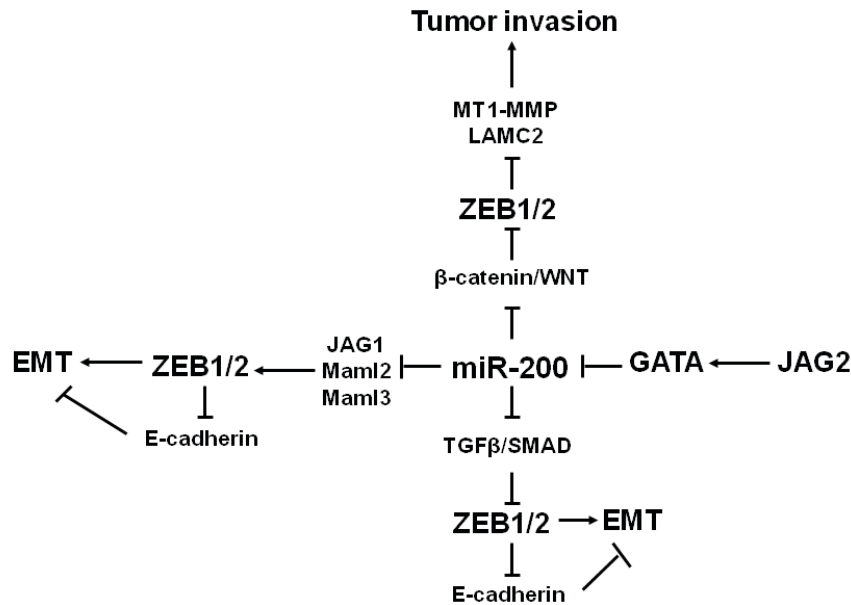 Tumor invasion
MT1-MMP
LAMC2
ZEB1/2
β-catenin/WNT
EMT
ZEB1/2
JAG1
Maml2
Maml3
miR-200
GATA
JAG2
E-cadherin
TGFβ/SMAD
ZEB1/2
EMT
E-cadherin